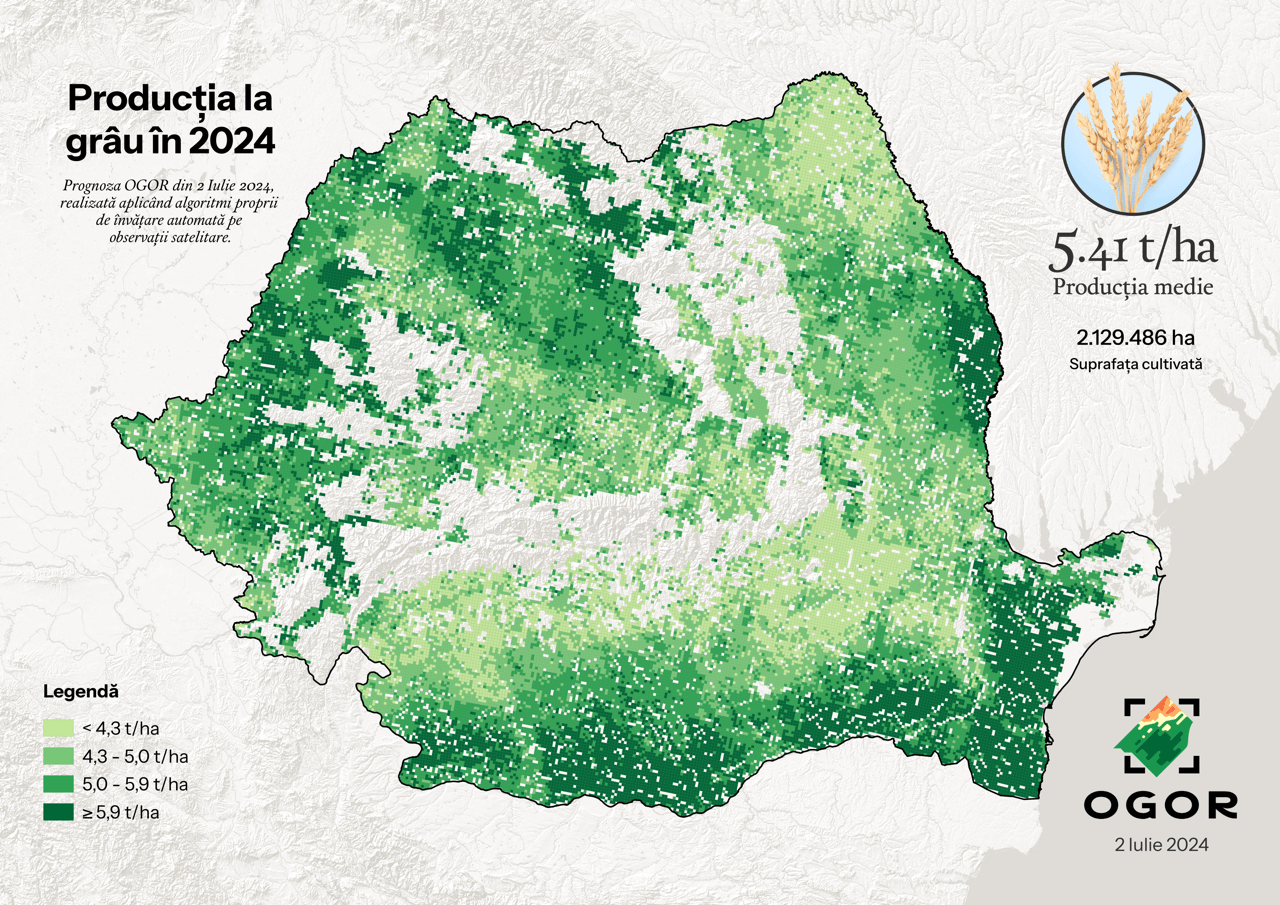 Producția la
grâu în 2024
Prognoza OGOR din 2 Iulie 2024,
realizată aplicând algoritmi proprii
de învățare automată pe
observații satelitare.
5.41 t/ha
Producția medie
2.129.486 ha
Suprafața cultivată
Legendă
< 4,3 t/ha
4,3 - 5,0 t/ha
5,0 - 5,9 t/ha
≥ 5,9 t/ha
OGOR
2 Iulie 2024